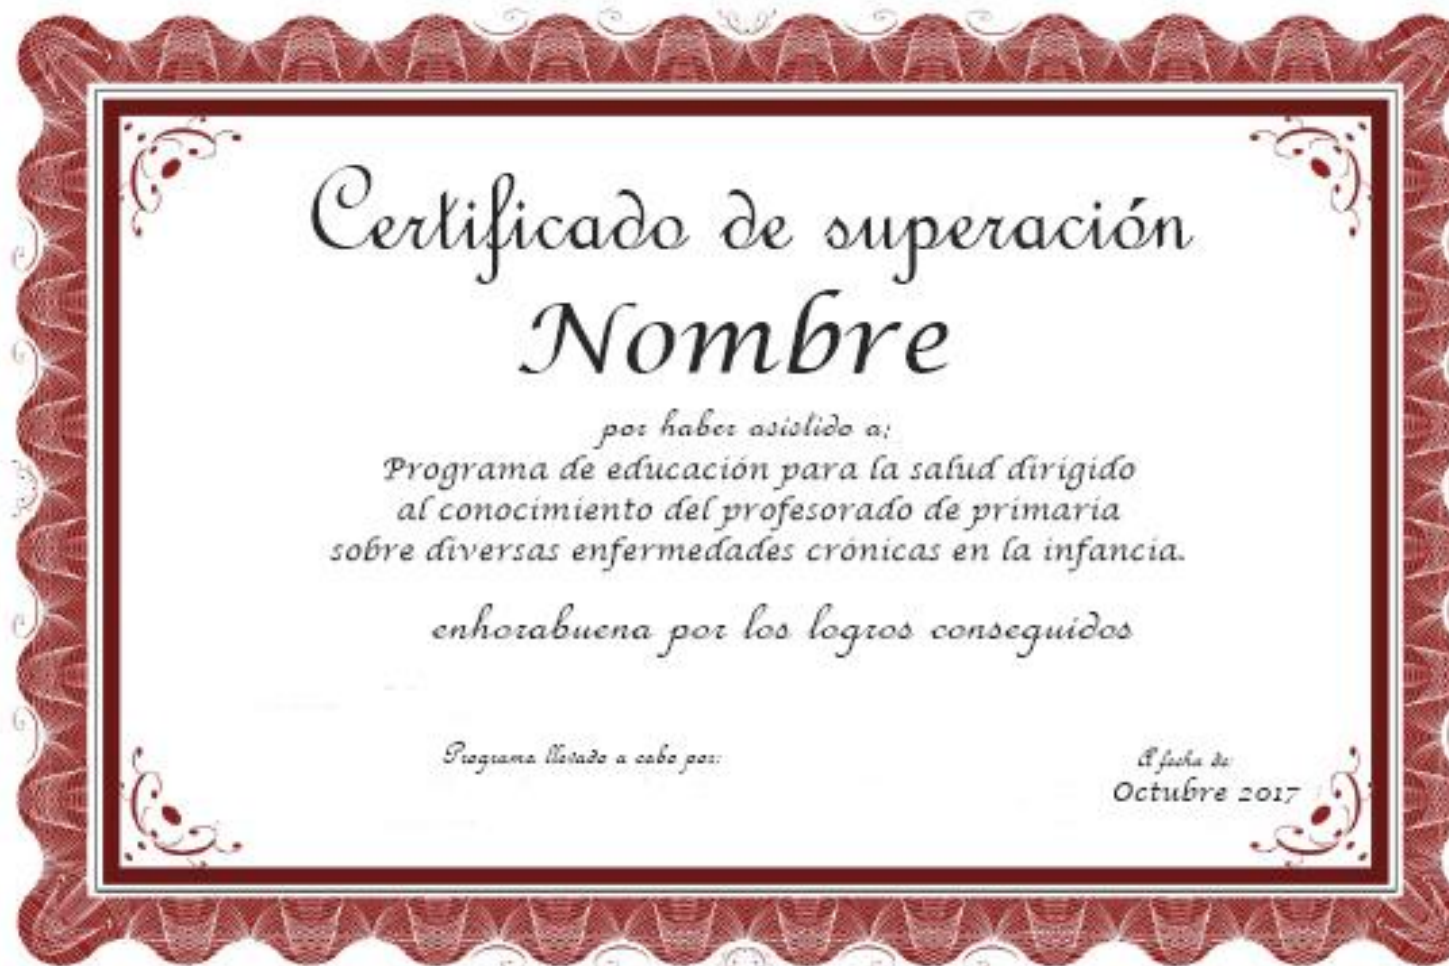 Certificado de superación
Nombre
por haber asistido a:
Programa de educación para la salud dirigido
al conocimiento del profesorado de primaria
sobre diversas enfermedades crónicas en la infancia.
enhorabuena por los logros conseguidos
Programa llevado a cabo por:
A fecha de:
Octubre 2017